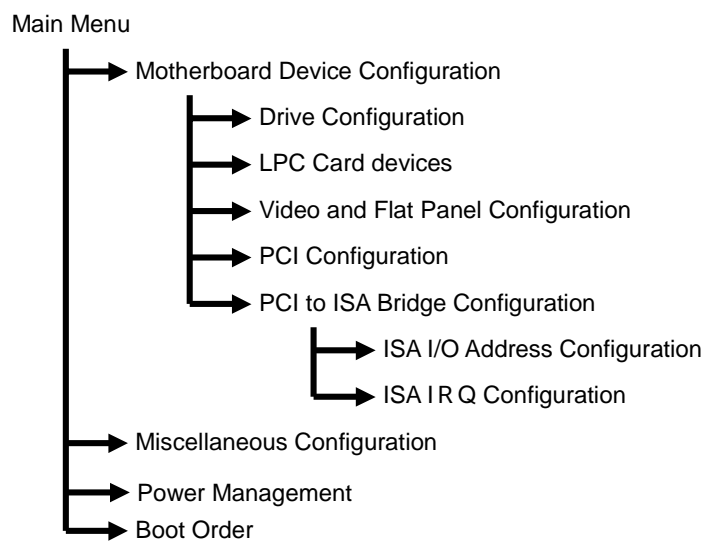 Main Menu
Motherboard Device Configuration
Drive Configuration
LPC Card devices
Video and Flat Panel Configuration
PCI Configuration
PCI to ISA Bridge Configuration
ISA I/O Address Configuration
ISA I R Q Configuration
Miscellaneous Configuration
Power Management
Boot Order